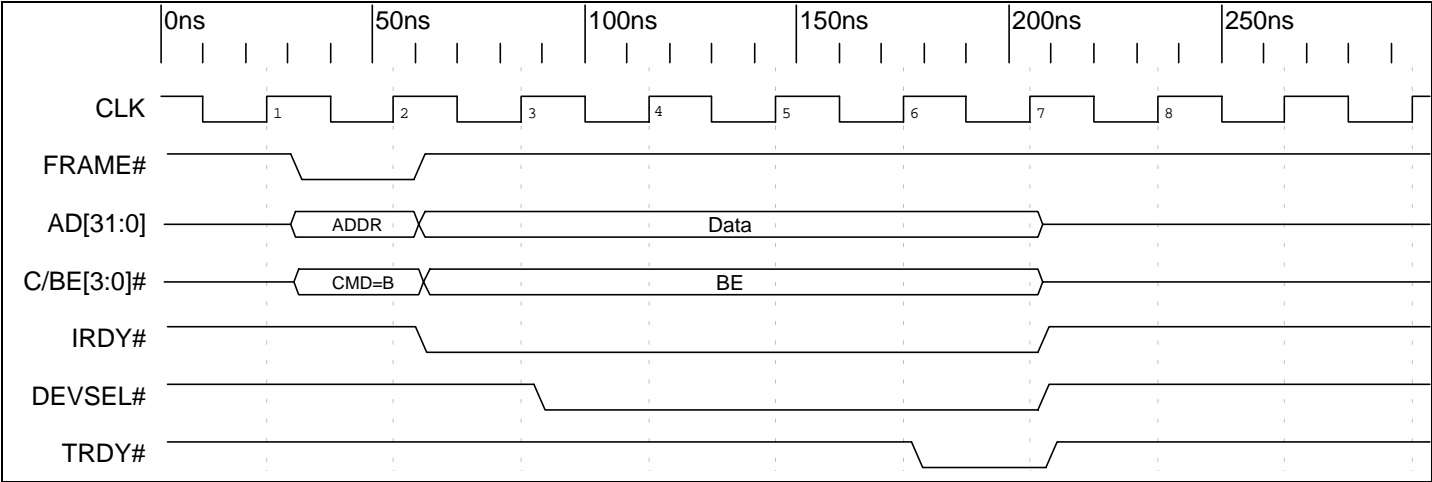 0ns 50ns 100ns 150ns 200ns 250ns
CLK 1 2 3 4 5 6 7 8
FRAME#
AD[31:0] ADDR Data
C/BE[3:0]# CMD=B BE
IRDY#
DEVSEL#
TRDY#